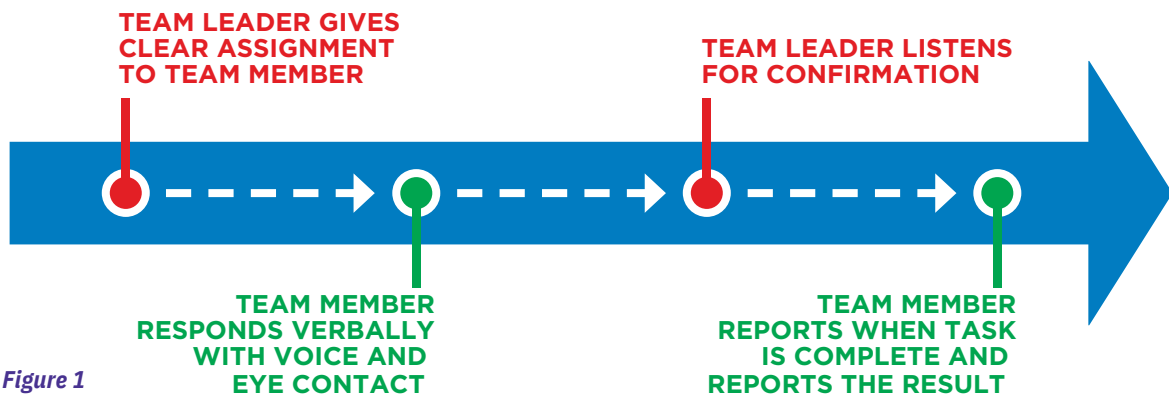 TEAM LEADER GIVES
CLEAR ASSIGNMENT
TO TEAM MEMBER
TEAM MEMBER
RESPONDS VERBALLY
WITH VOICE AND
EYE CONTACT
TEAM LEADER LISTENS
FOR CONFIRMATION
TEAM MEMBER
REPORTS WHEN TASK
IS COMPLETE AND
REPORTS THE RESULT
Figure 1